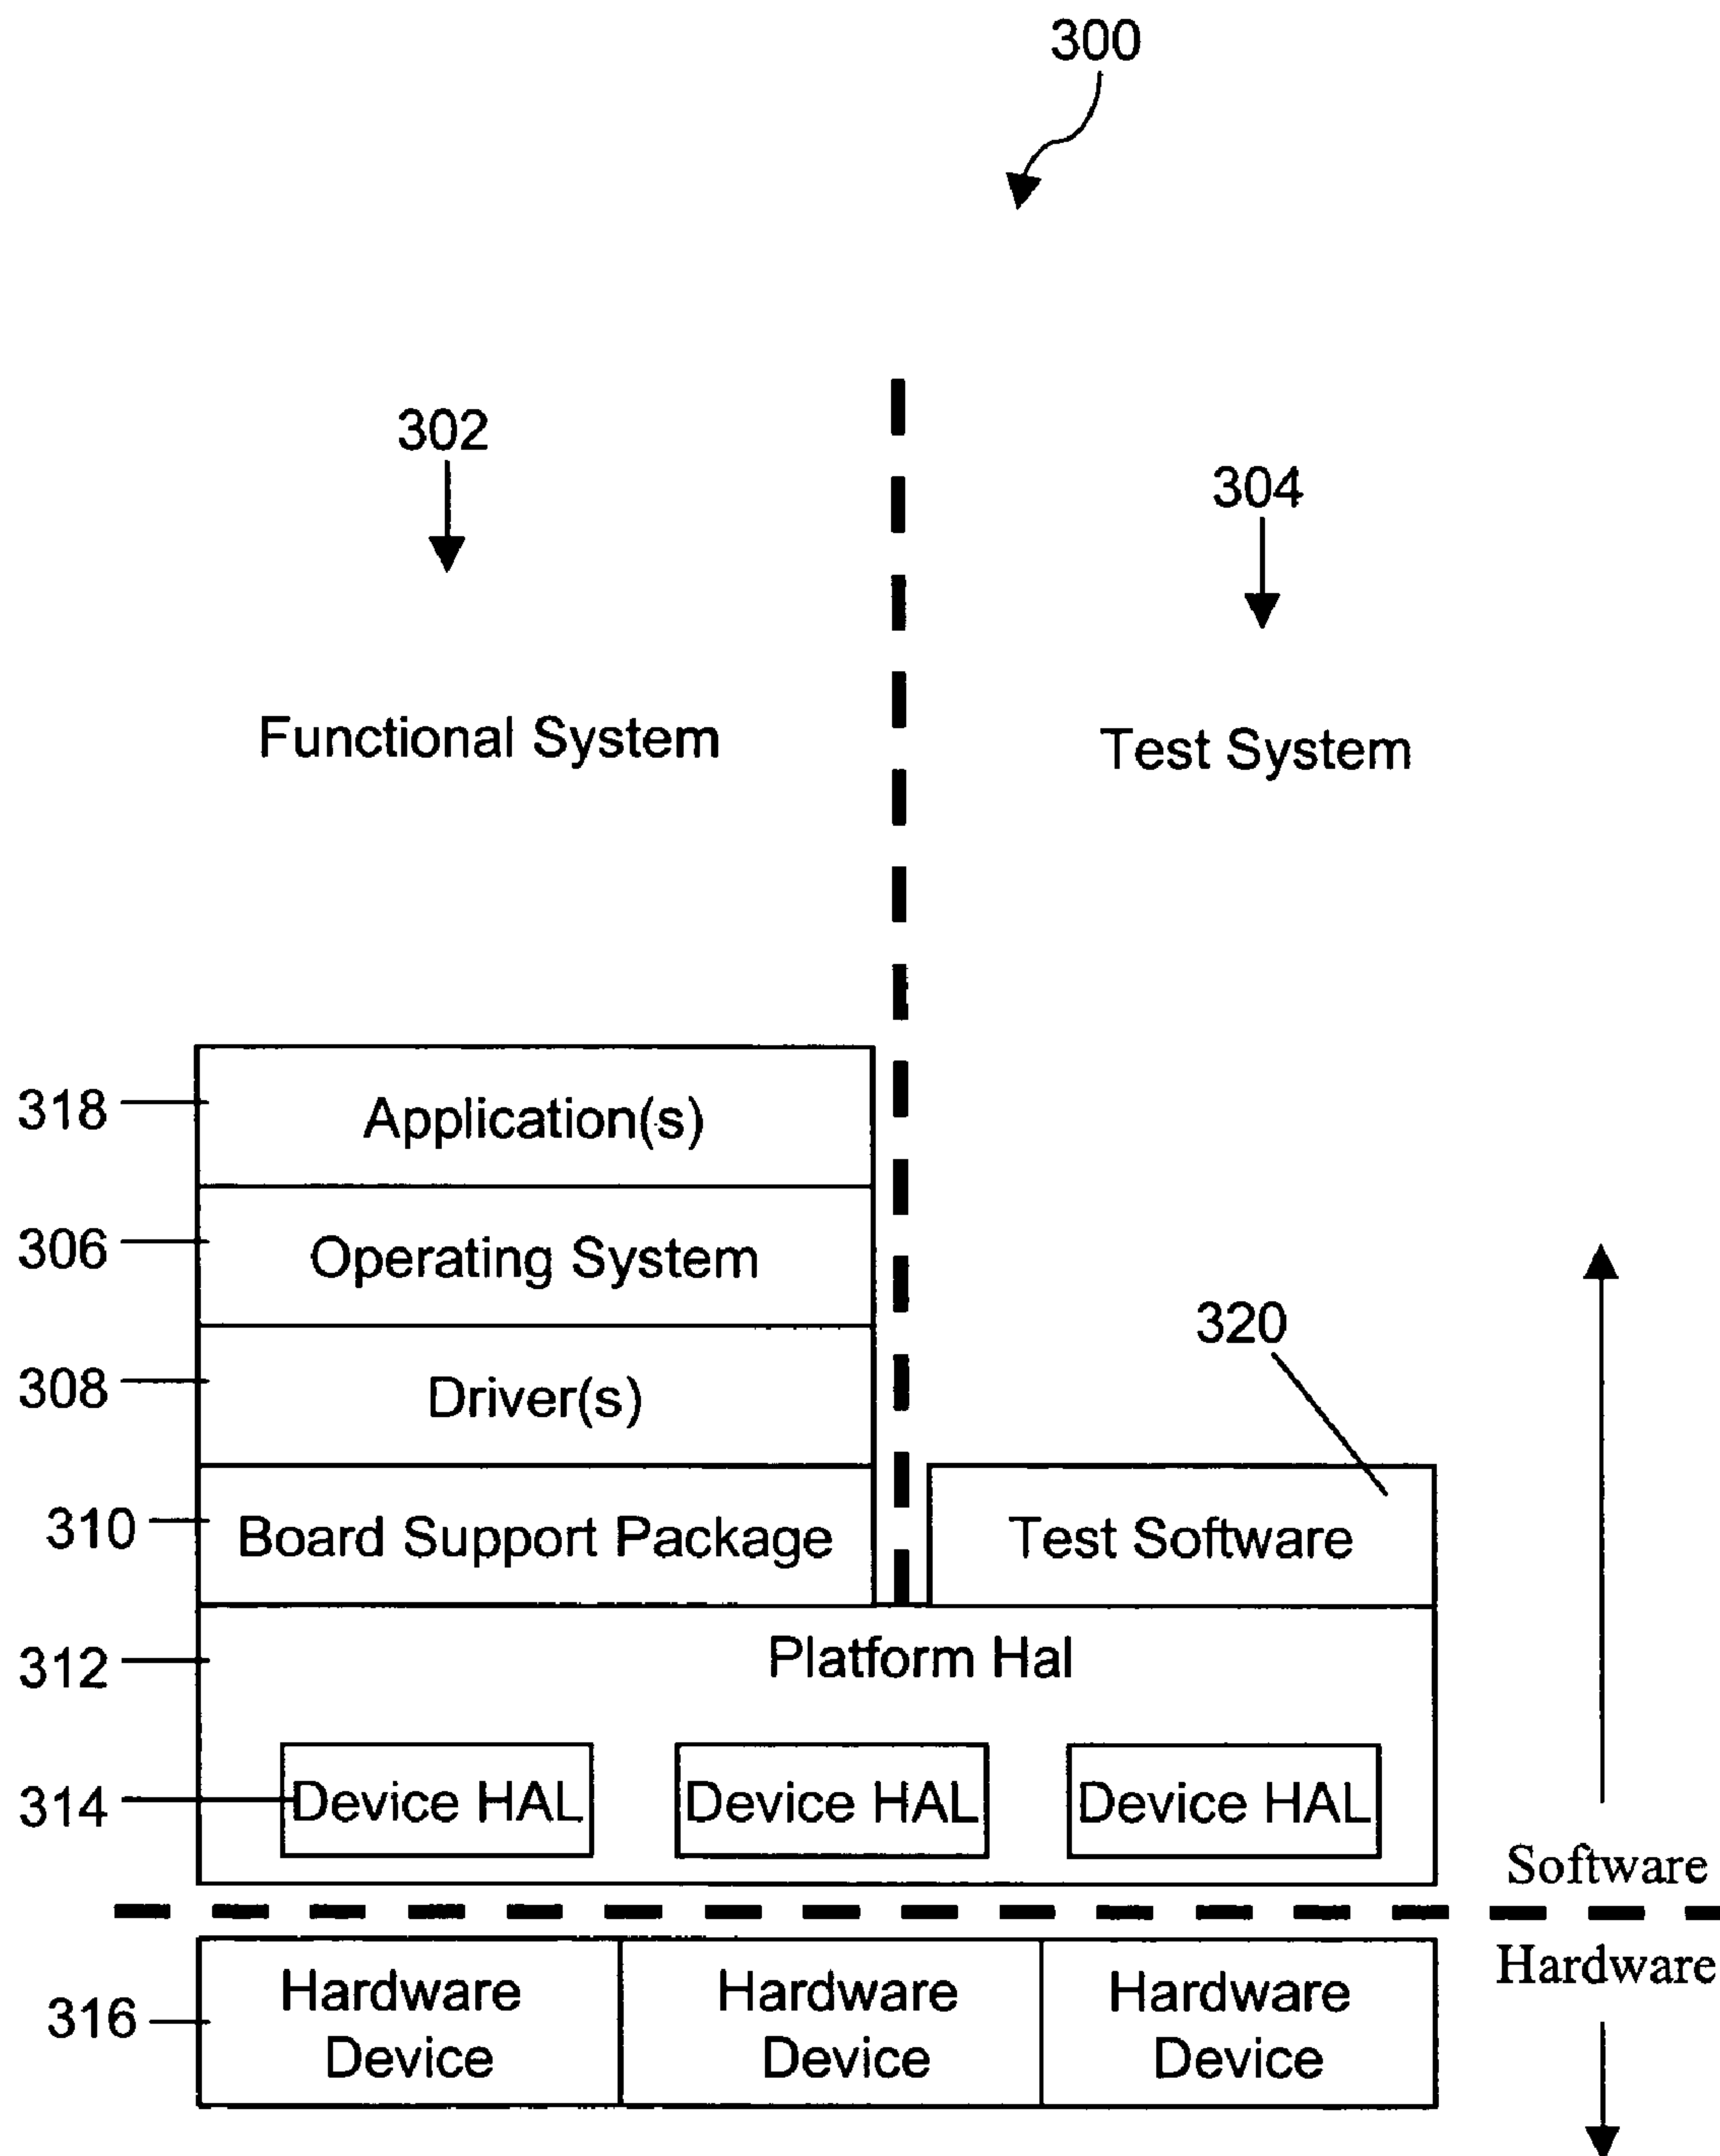 300
302
304
Functional System
Test System
318
Application(s)
306
Operating System
320
308
Driver(s)
310
Board Support Package
Test Software
312
Platform Hal
314
Device HAL
Device HAL
Device HAL
Software
Hardware
316
Hardware
Device
Hardware
Device
Hardware
Device